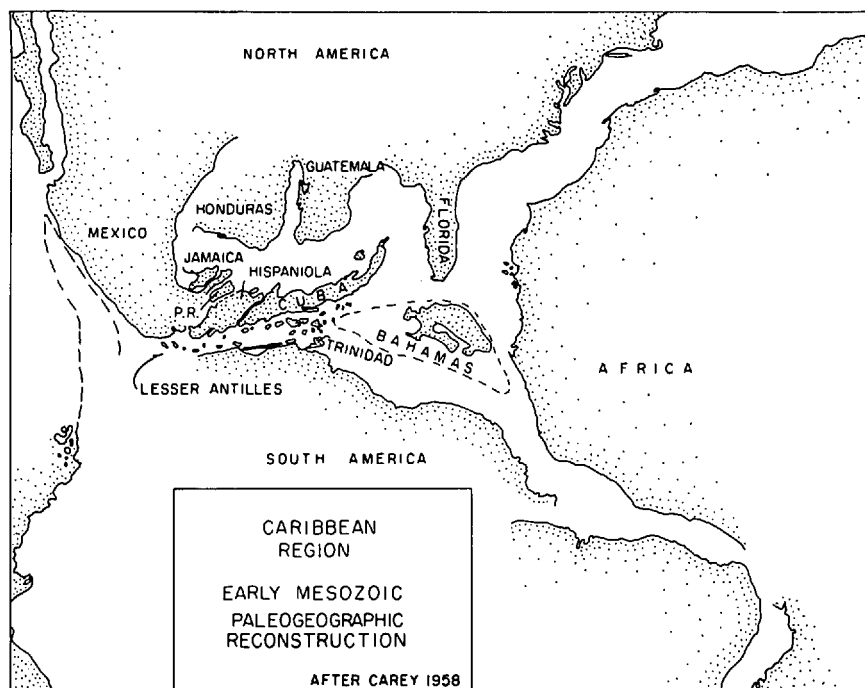 NORTH AMERICA
GUATEMALA
HONDURAS
FLORIDA
MEXICO
JAMAICA
HISPANIOLA
CUBA
P.R.
BAHAMAS
TRINIDAD
AFRICA
LESSER ANTILLES
SOUTH AMERICA
CARIBBEAN
REGION
EARLY MESOZOIC
PALEOGEOGRAPHIC
RECONSTRUCTION
AFTER CAREY 1958